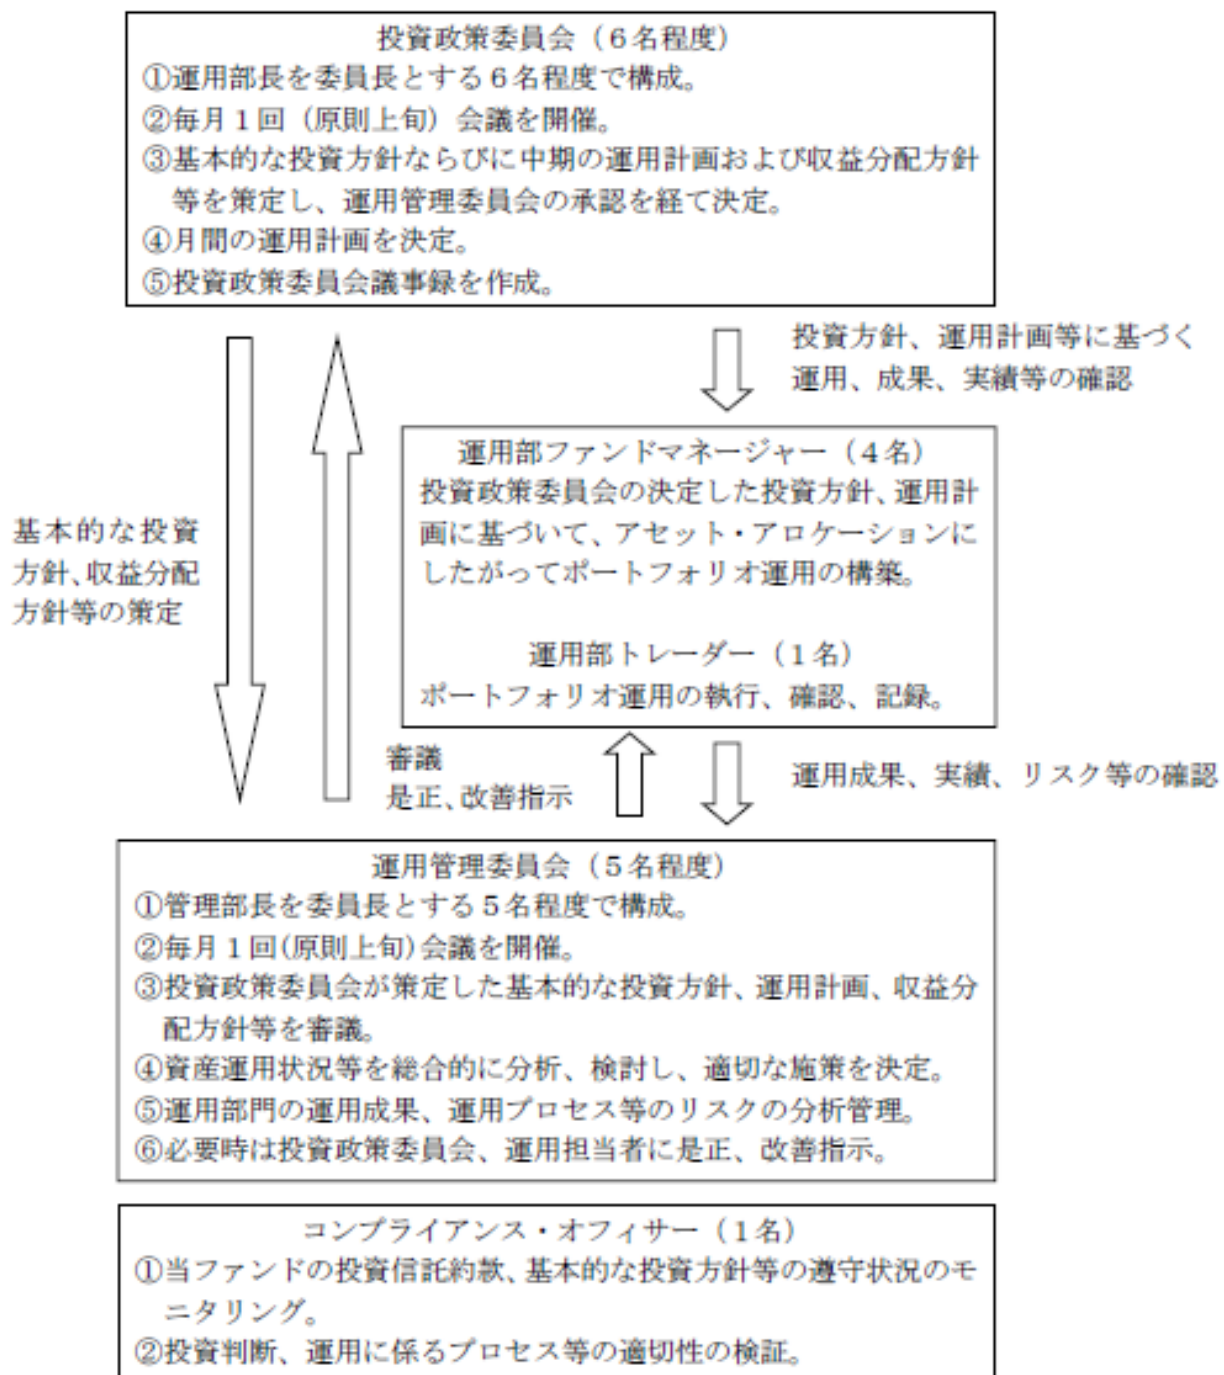 投資政策委員会（６名程度）
①運用部長を委員長とする６名程度で構成。
②毎月１回（原則上旬）会議を開催。
③基本的な投資方針ならびに中期の運用計画および収益分配方針
等を策定し、運用管理委員会の承認を経て決定。
④月間の運用計画を決定。
⑤投資政策委員会議事録を作成。
投資方針、運用計画等に基づく
運用、成果、実績等の確認
運用部ファンドマネージャー（４名）
投資政策委員会の決定した投資方針、運用計
画に基づいて、アセット・アロケーションに
したがってポートフォリオ運用の構築。
運用部トレーダー（１名）
ポートフォリオ運用の執行、確認、記録。
基本的な投資
方針、収益分配
方針等の策定
審議
是正、改善指示
運用成果、実績、リスク等の確認
運用管理委員会（５名程度）
①管理部長を委員長とする５名程度で構成。
②毎月１回(原則上旬)会議を開催。
③投資政策委員会が策定した基本的な投資方針、運用計画、収益分
配方針等を審議。
④資産運用状況等を総合的に分析、検討し、適切な施策を決定。
⑤運用部門の運用成果、運用プロセス等のリスクの分析管理。
⑥必要時は投資政策委員会、運用担当者に是正、改善指示。
コンプライアンス・オフィサー（１名）
①当ファンドの投資信託約款、基本的な投資方針等の遵守状況のモ
ニタリング。
②投資判断、運用に係るプロセス等の適切性の検証。